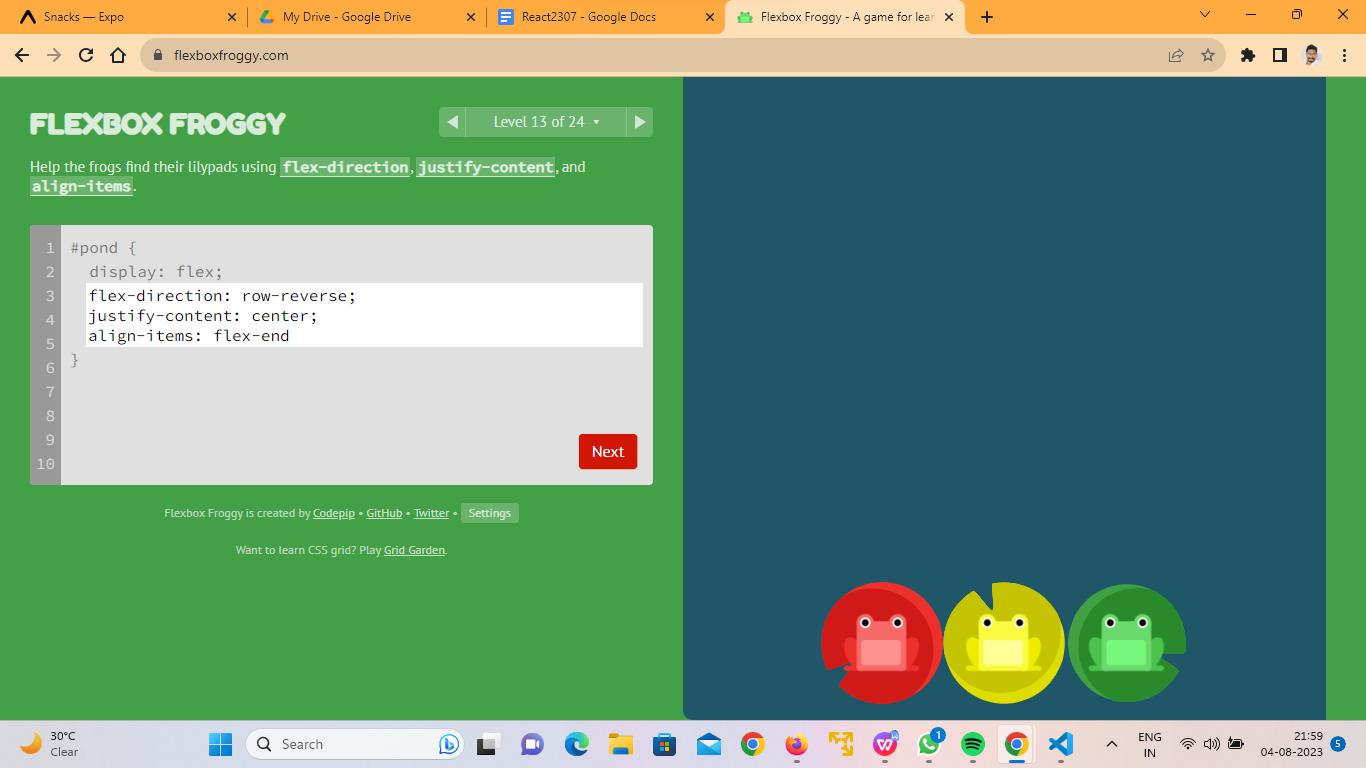 Snacks — Expo
My Drive - Google Drive
React2307 - Google Docs
Flexbox Froggy - A game for lear
flexboxfroggy.com
FLEXBOX FROGGY
Level 13 of 24
Help the frogs find their lilypads using flex-direction, justify-content, and
align-items.
1 #pond {
2 display: flex;
3 flex-direction: row-reverse;
4 justify-content: center;
5 align-items: flex-end
6 }
7
8
9
10
Next
Flexbox Froggy is created by Codepip • GitHub • Twitter • Settings
Want to learn CSS grid? Play Grid Garden.
30°C
Clear
Search
1
ENG
IN
21:59
04-08-2023
5